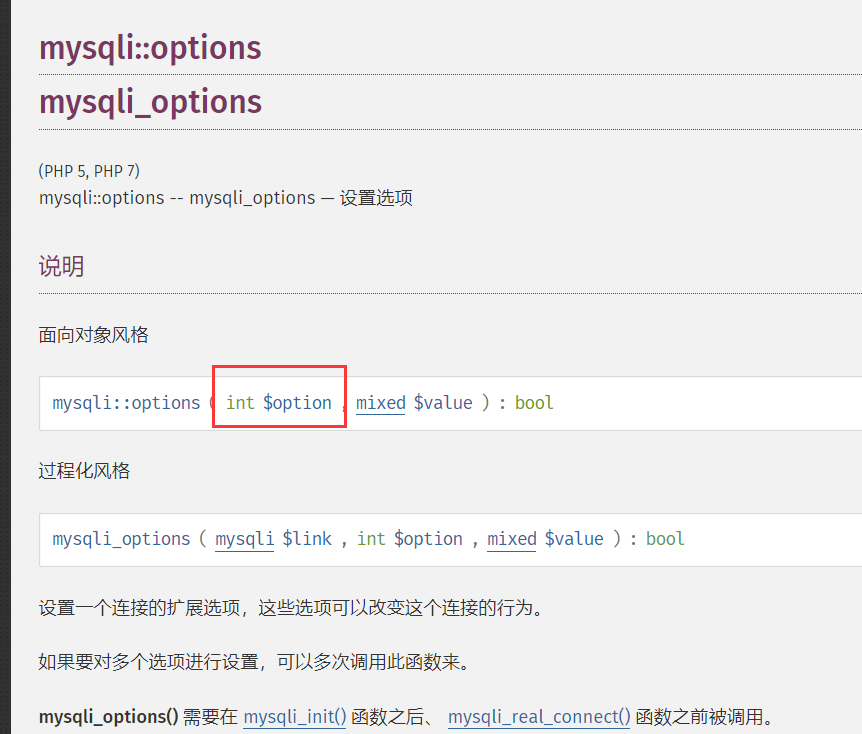 mysqli::options
mysqli_options
(PHP 5, PHP 7)
mysqli::options -- mysqli_options — 设置选项
说明
面向对象风格
mysqli::options ( int $option , mixed $value ) : bool
过程化风格
mysqli_options ( mysqli $link , int $option , mixed $value ) : bool
设置一个连接的扩展选项，这些选项可以改变这个连接的行为。
如果要对多个选项进行设置，可以多次调用此函数来。
mysqli_options() 需要在 mysqli_init() 函数之后、 mysqli_real_connect() 函数之前被调用。